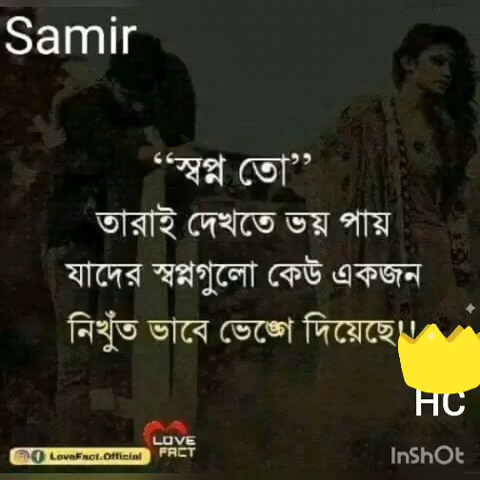 Samir
“স্বপ্ন তো”
তারাই দেখতে ভয় পায়
যাদের স্বপ্নগুলো কেউ একজন
নিখুঁত ভাবে ভেঙ্গে দিয়েছে!!
HC
LOVE
FACT
LoveFact.Official
InShOt